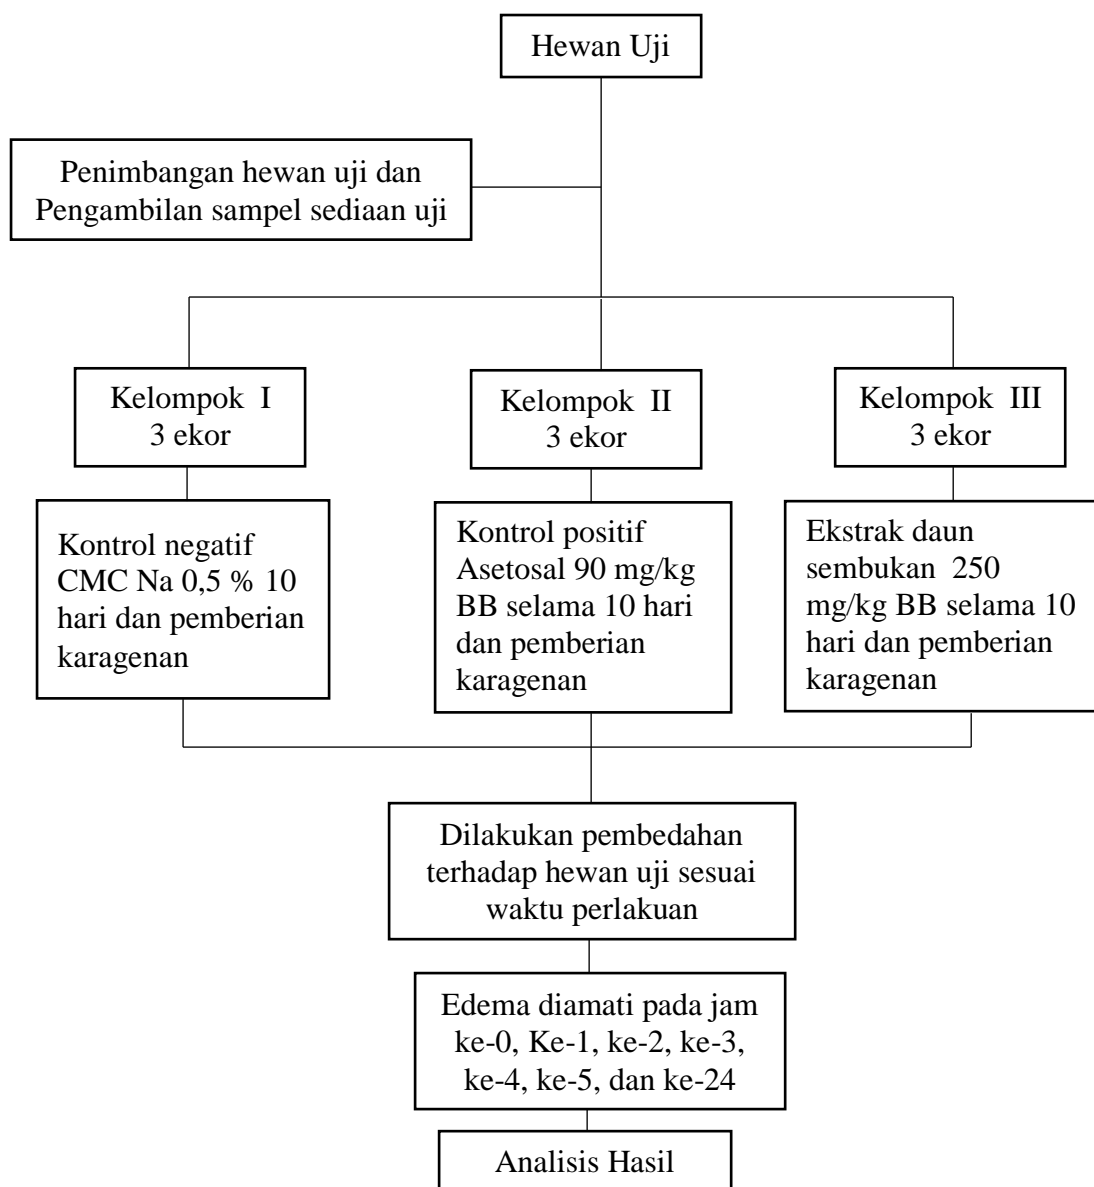 Hewan Uji
Penimbangan hewan uji dan
Pengambilan sampel sediaan uji
Kelompok I
3 ekor
Kelompok II
3 ekor
Kelompok III
3 ekor
Kontrol negatif
CMC Na 0,5 % 10
hari dan pemberian
karagenan
Kontrol positif
Asetosal 90 mg/kg
BB selama 10 hari
dan pemberian
karagenan
Ekstrak daun
sembukan 250
mg/kg BB selama 10
hari dan pemberian
karagenan
Dilakukan pembedahan
terhadap hewan uji sesuai
waktu perlakuan
Edema diamati pada jam
ke-0, Ke-1, ke-2, ke-3,
ke-4, ke-5, dan ke-24
Analisis Hasil